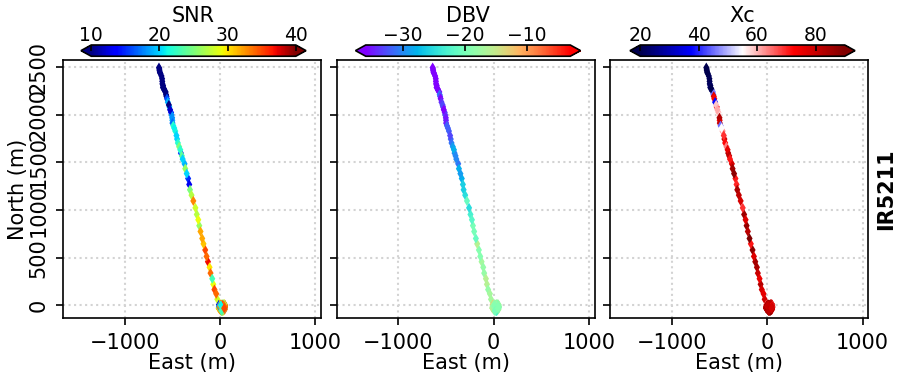 SNR DBV Xc
10 20 30 40 −30 −20 −10 20 40 60 80
2500
2000
1500
1000
500
0
North (m)
IR5211
−1000 0 1000 −1000 0 1000 −1000 0 1000
East (m) East (m) East (m)